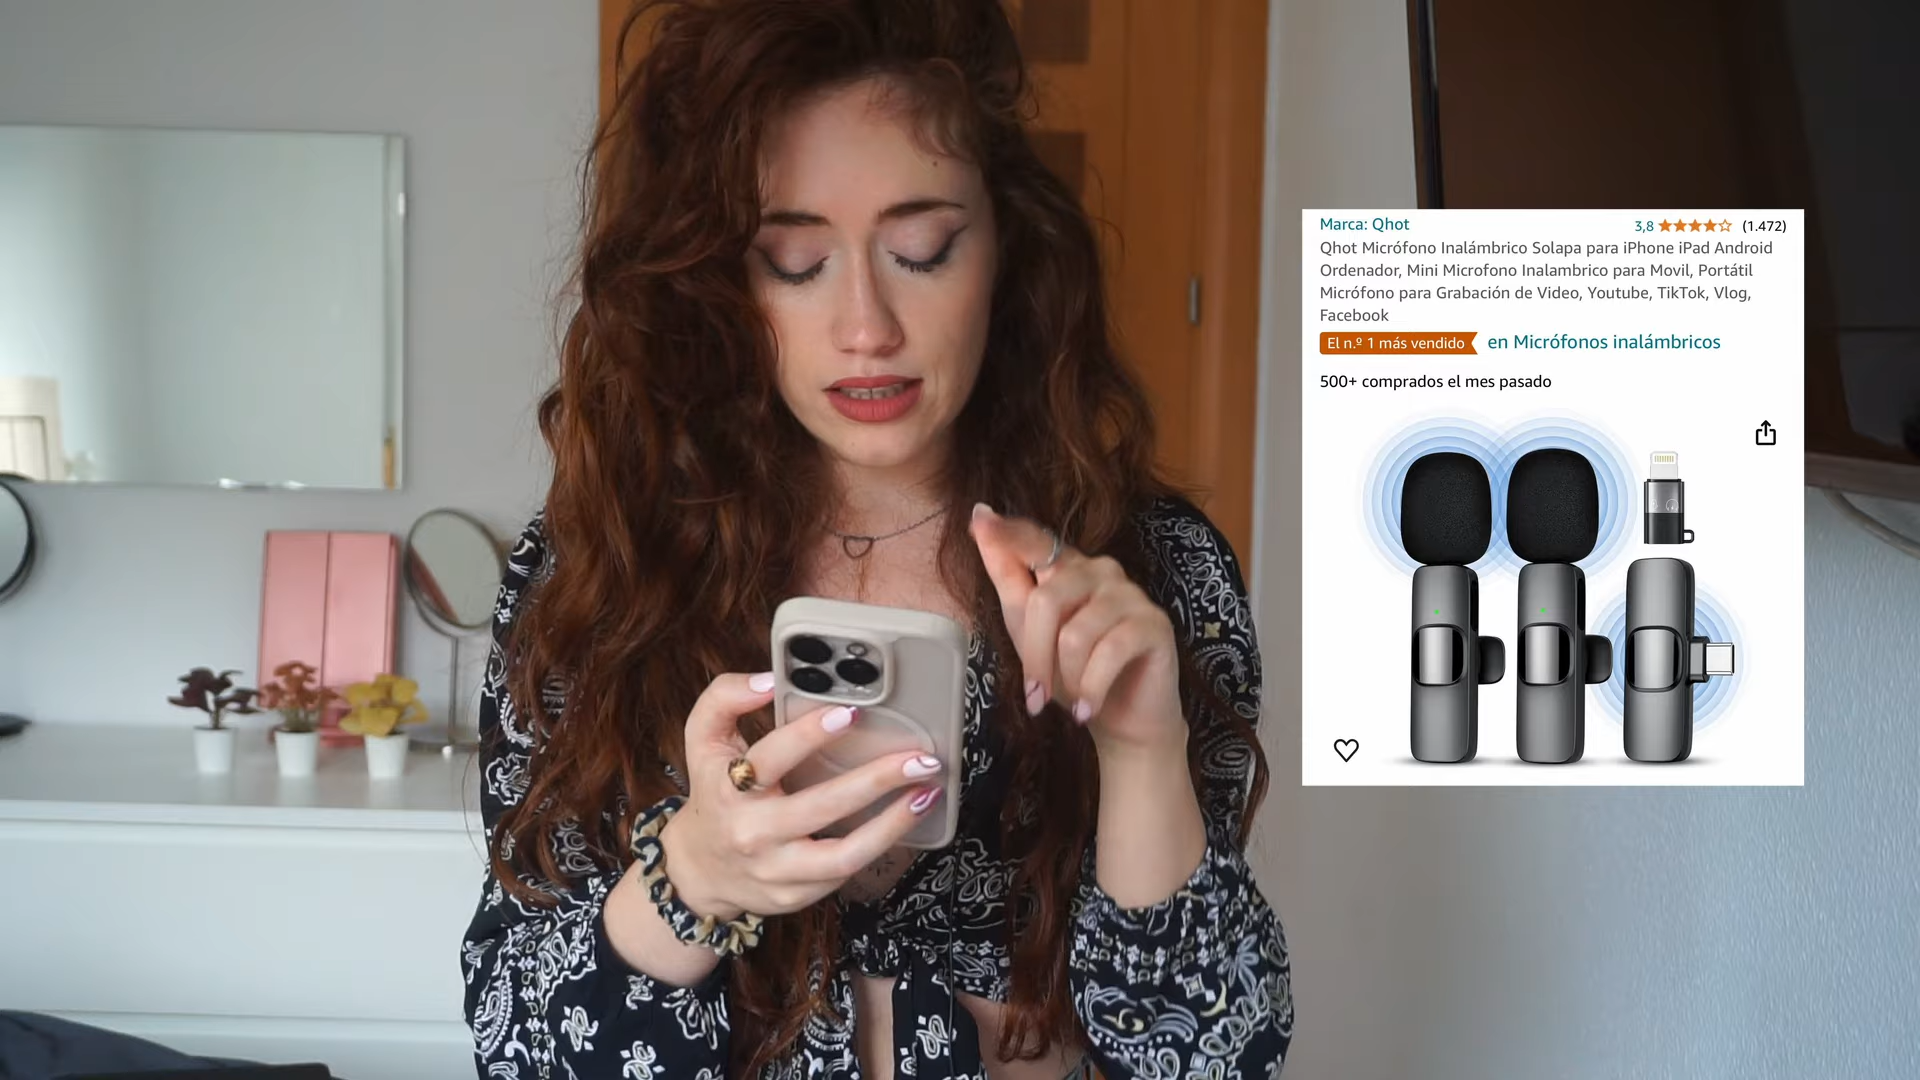 Marca: Qhot
3,8 (1.472)
Qhot Micrófono Inalámbrico Solapa para iPhone iPad Android
Ordenador, Mini Microfono Inalambrico para Movil, Portátil
Micrófono para Grabación de Video, Youtube, TikTok, Vlog,
Facebook
El n.º 1 más vendido en Micrófonos inalámbricos
500+ comprados el mes pasado